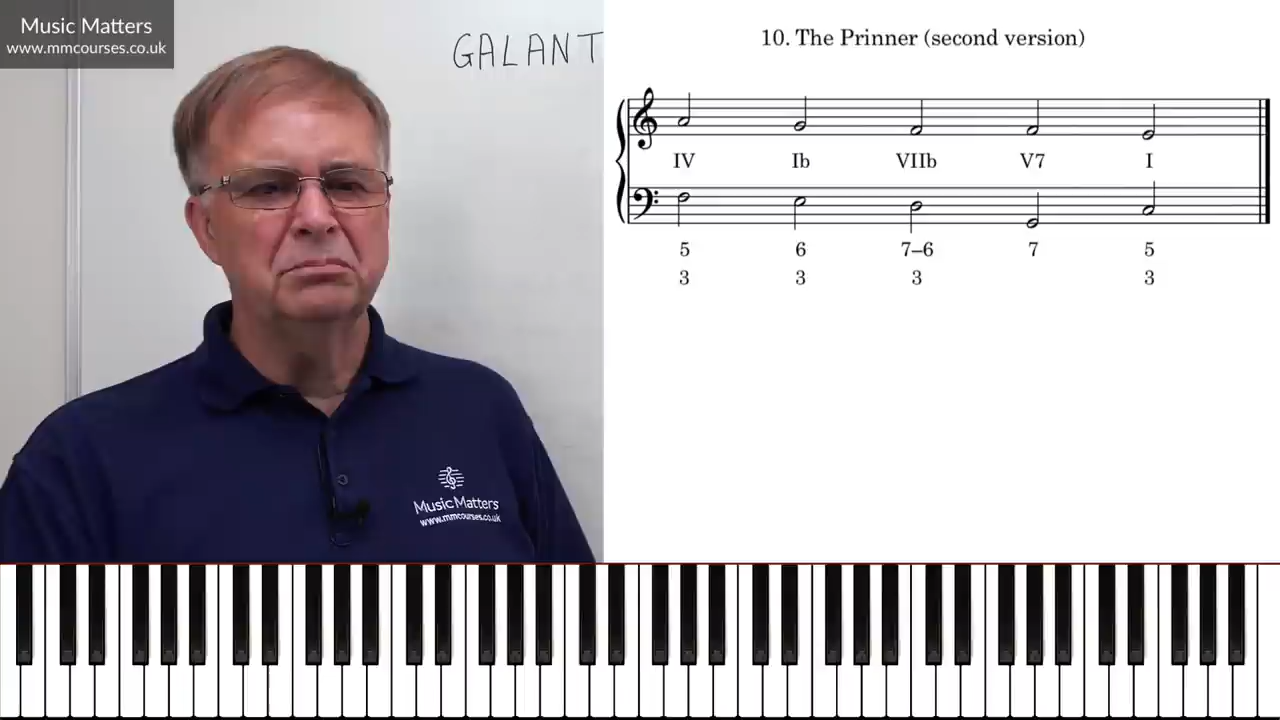 Music Matters
www.mmcourses.co.uk
GALANT
10. The Prinner (second version)
IV Ib VIIb V7 I
5 6 7–6 7 5
3 3 3 3
Music Matters
www.mmcourses.co.uk